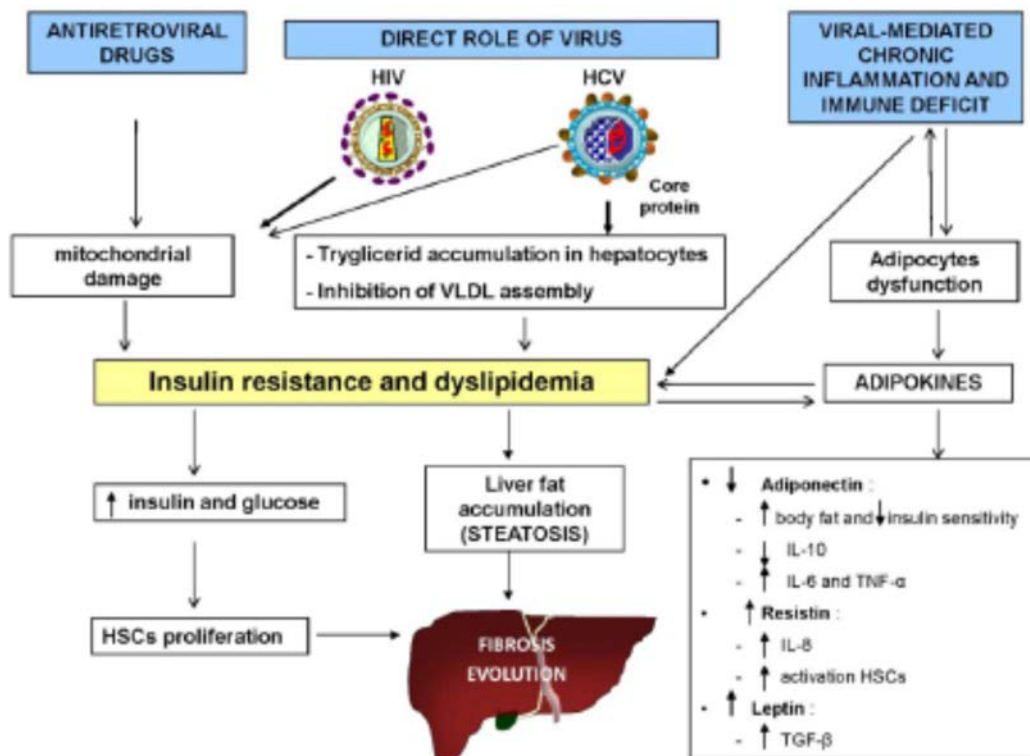 ANTIRETROVIRAL
DRUGS
DIRECT ROLE OF VIRUS
VIRAL-MEDIATED
CHRONIC
INFLAMMATION AND
IMMUNE DEFICIT
HIV
HCV
Core
protein
mitochondrial
damage
- Tryglicerid accumulation in hepatocytes
- Inhibition of VLDL assembly
Adipocytes
dysfunction
Insulin resistance and dyslipidemia
ADIPOKINES
↑ insulin and glucose
Liver fat
accumulation
(STEATOSIS)
• ↓ Adiponectin :
- ↑ body fat and ↓ insulin sensitivity
- ↓ IL-10
- ↑ IL-6 and TNF-α
• ↑ Resistin :
- ↑ IL-8
- ↑ activation HSCs
• ↑ Leptin :
- ↑ TGF-β
HSCs proliferation
FIBROSIS
EVOLUTION